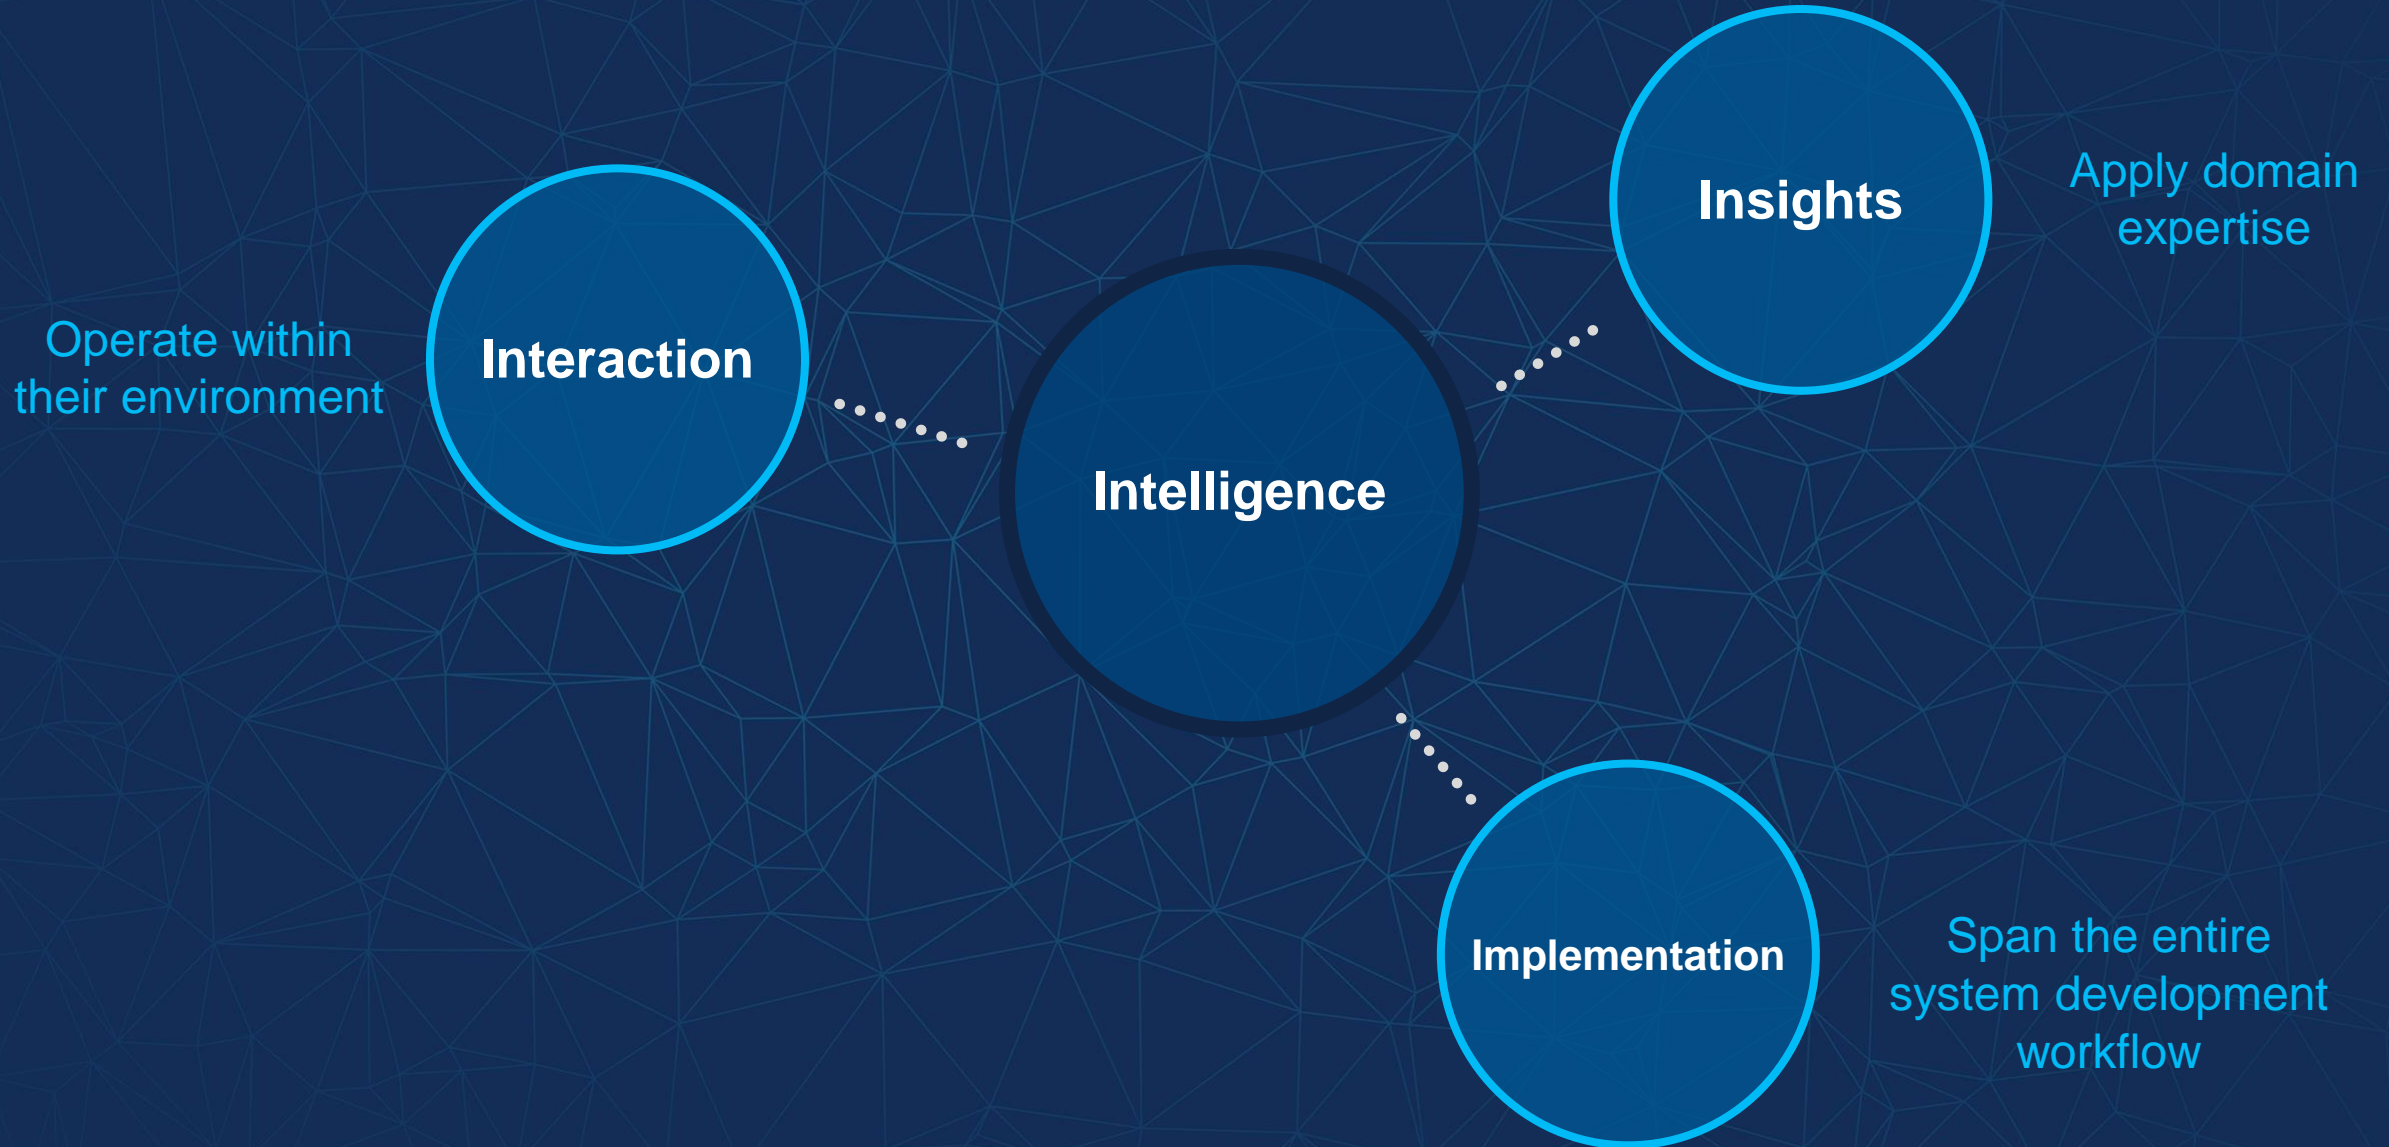 Insights
Apply domain
expertise
Operate within
their environment
Interaction
Intelligence
Implementation
Span the entire
system development
workflow